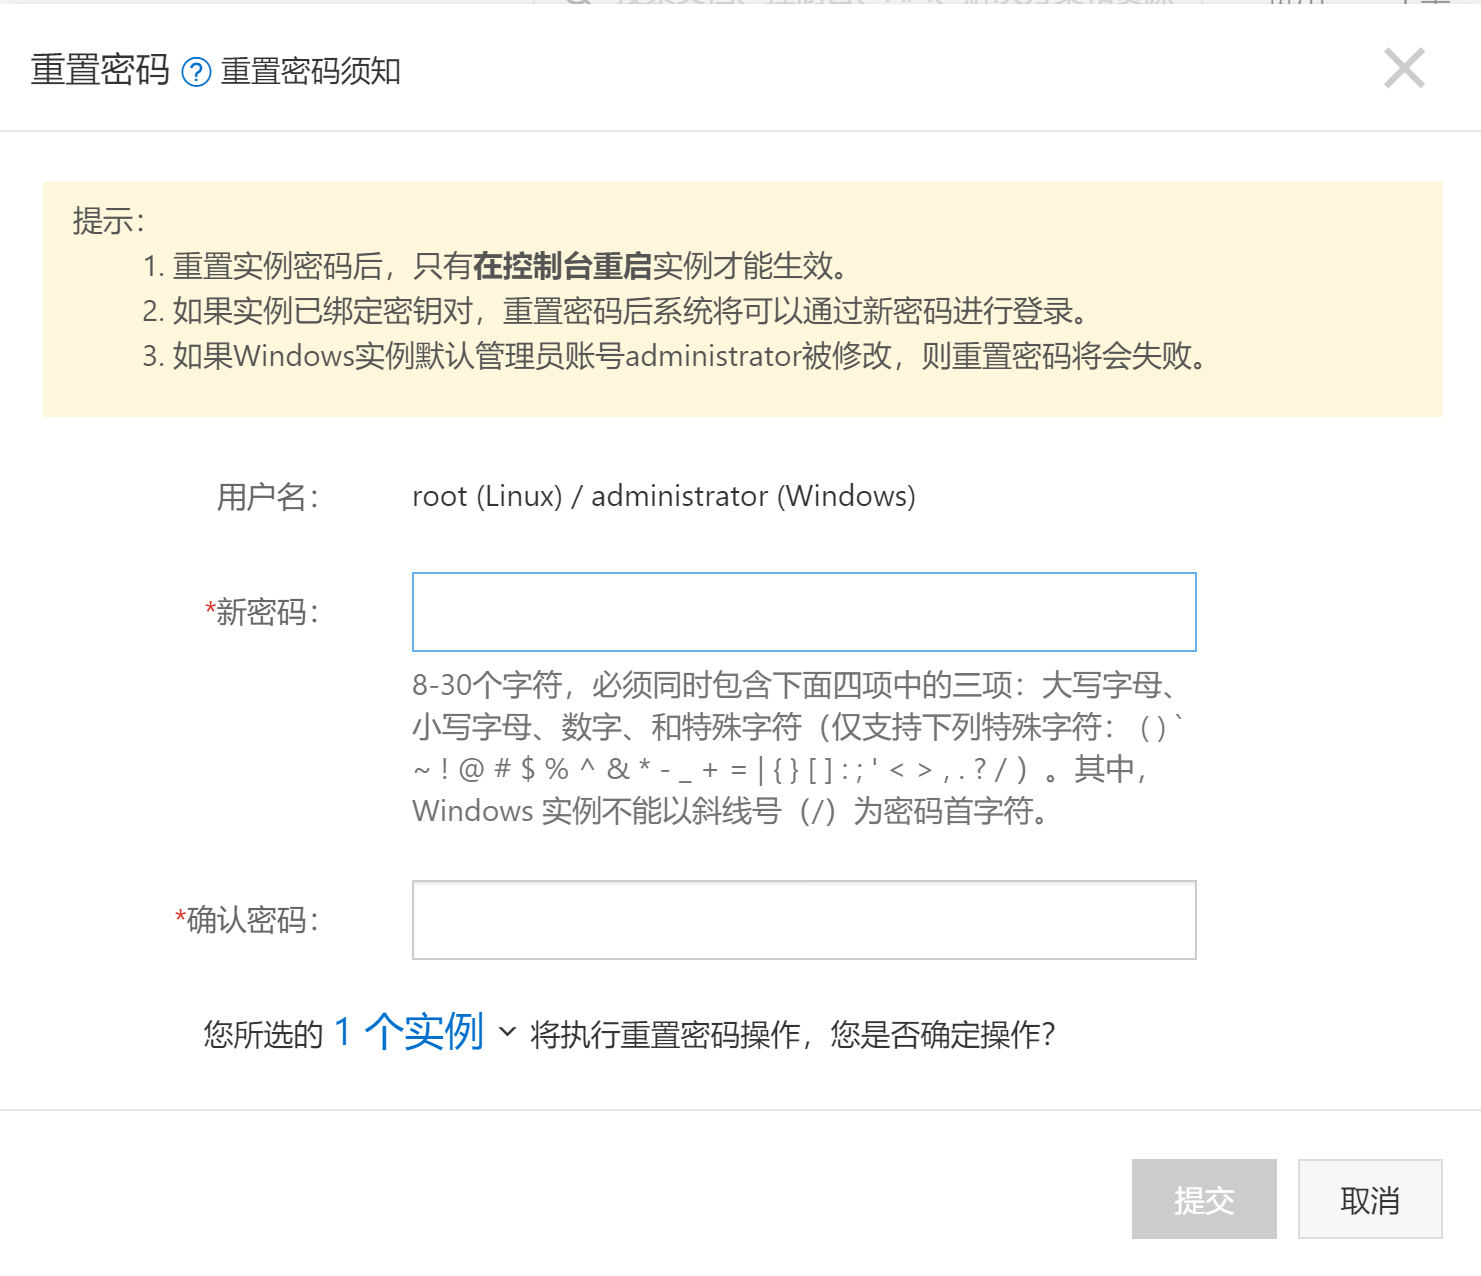 重置密码 ? 重置密码须知
提示：
1. 重置实例密码后，只有在控制台重启实例才能生效。
2. 如果实例已绑定密钥对，重置密码后系统将可以通过新密码进行登录。
3. 如果Windows实例默认管理员账号administrator被修改，则重置密码将会失败。
用户名：
root (Linux) / administrator (Windows)
*新密码：
8-30个字符，必须同时包含下面四项中的三项：大写字母、
小写字母、数字、和特殊字符（仅支持下列特殊字符： ( ) `
~ ! @ # $ % ^ & * - _ + = | { } [ ] : ; ' < > , . ? / ）。其中，
Windows 实例不能以斜线号（/）为密码首字符。
*确认密码：
您所选的 1 个实例 将执行重置密码操作，您是否确定操作？
提交
取消